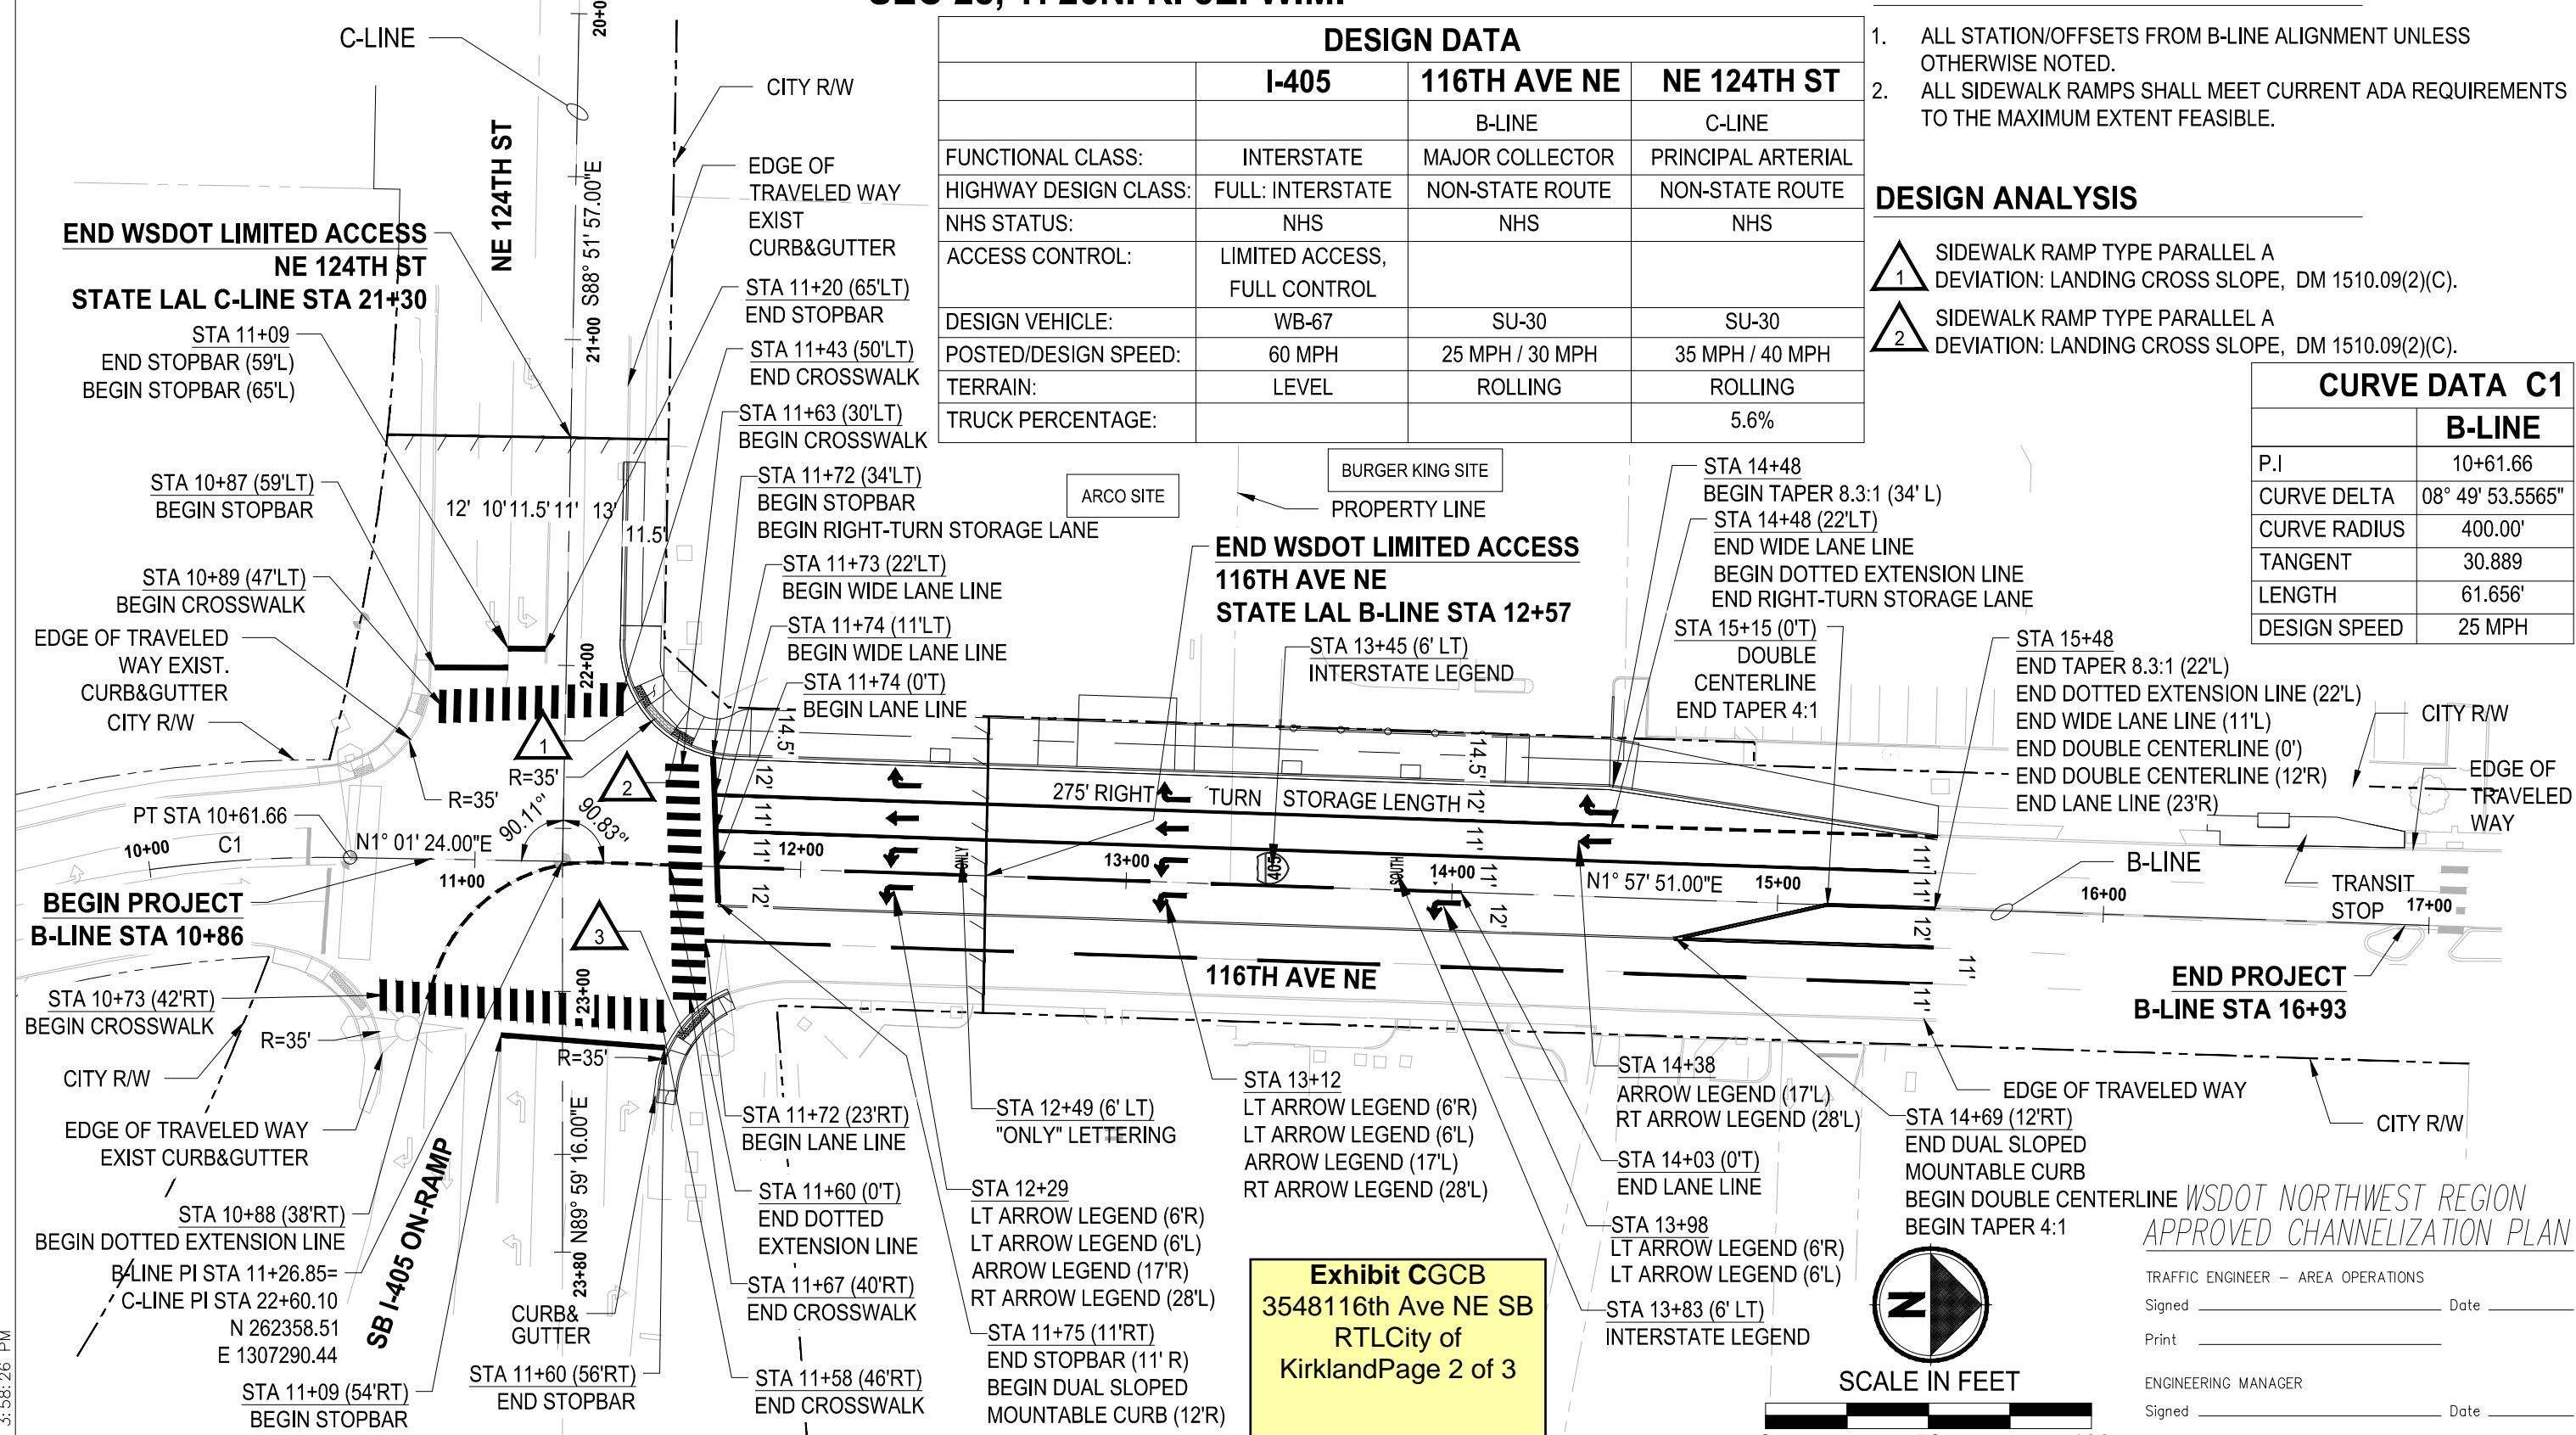 C-LINE
20+0
CITY R/W
NE 124TH ST
S88° 51' 57.00"E
21+00
EDGE OF
TRAVELED WAY
EXIST
CURB&GUTTER
END WSDOT LIMITED ACCESS
NE 124TH ST
STATE LAL C-LINE STA 21+30
STA 11+09
END STOPBAR (59'L)
BEGIN STOPBAR (65'L)
STA 11+20 (65'LT)
END STOPBAR
STA 11+43 (50'LT)
END CROSSWALK
STA 11+63 (30'LT)
BEGIN CROSSWALK
STA 10+87 (59'LT)
BEGIN STOPBAR
12' 10' 11.5' 11' 13'
11.5'
STA 11+72 (34'LT)
BEGIN STOPBAR
BEGIN RIGHT-TURN STORAGE LANE
STA 10+89 (47'LT)
BEGIN CROSSWALK
STA 11+73 (22'LT)
BEGIN WIDE LANE LINE
EDGE OF TRAVELED
WAY EXIST.
CURB&GUTTER
CITY R/W
STA 11+74 (11'LT)
BEGIN WIDE LANE LINE
STA 11+74 (0'T)
BEGIN LANE LINE
22+00
DESIGN DATA
I-405 116TH AVE NE NE 124TH ST
B-LINE C-LINE
FUNCTIONAL CLASS: INTERSTATE MAJOR COLLECTOR PRINCIPAL ARTERIAL
HIGHWAY DESIGN CLASS: FULL: INTERSTATE NON-STATE ROUTE NON-STATE ROUTE
NHS STATUS: NHS NHS NHS
ACCESS CONTROL: LIMITED ACCESS,
FULL CONTROL
DESIGN VEHICLE: WB-67 SU-30 SU-30
POSTED/DESIGN SPEED: 60 MPH 25 MPH / 30 MPH 35 MPH / 40 MPH
TERRAIN: LEVEL ROLLING ROLLING
TRUCK PERCENTAGE: 5.6%
1. ALL STATION/OFFSETS FROM B-LINE ALIGNMENT UNLESS
OTHERWISE NOTED.
2. ALL SIDEWALK RAMPS SHALL MEET CURRENT ADA REQUIREMENTS
TO THE MAXIMUM EXTENT FEASIBLE.
DESIGN ANALYSIS
1 SIDEWALK RAMP TYPE PARALLEL A
DEVIATION: LANDING CROSS SLOPE, DM 1510.09(2)(C).
2 SIDEWALK RAMP TYPE PARALLEL A
DEVIATION: LANDING CROSS SLOPE, DM 1510.09(2)(C).
CURVE DATA C1
B-LINE
P.I 10+61.66
CURVE DELTA 08° 49' 53.5565"
CURVE RADIUS 400.00'
TANGENT 30.889
LENGTH 61.656'
DESIGN SPEED 25 MPH
ARCO SITE
BURGER KING SITE
PROPERTY LINE
END WSDOT LIMITED ACCESS
116TH AVE NE
STATE LAL B-LINE STA 12+57
STA 13+45 (6' LT)
INTERSTATE LEGEND
STA 14+48
BEGIN TAPER 8.3:1 (34' L)
STA 14+48 (22'LT)
END WIDE LANE LINE
BEGIN DOTTED EXTENSION LINE
END RIGHT-TURN STORAGE LANE
STA 15+15 (0'T)
DOUBLE
CENTERLINE
END TAPER 4:1
STA 15+48
END TAPER 8.3:1 (22'L)
END DOTTED EXTENSION LINE (22'L)
END WIDE LANE LINE (11'L)
END DOUBLE CENTERLINE (0')
END DOUBLE CENTERLINE (12'R)
END LANE LINE (23'R)
CITY R/W
EDGE OF
TRAVELED
WAY
1
R=35'
2
R=35'
PT STA 10+61.66
90.11°
90.83°
10+00 C1
N1° 01' 24.00"E
11+00
14.5'
12'
11'
11'
12'
12+00
ONLY
275' RIGHT TURN STORAGE LENGTH
13+00
405
SOUTH
14+00
14.5'
12'
11'
11'
12'
N1° 57' 51.00"E
15+00
11'
11'
12'
11'
11'
B-LINE
16+00
TRANSIT
STOP
17+00
BEGIN PROJECT
B-LINE STA 10+86
3
116TH AVE NE
END PROJECT
B-LINE STA 16+93
STA 10+73 (42'RT)
BEGIN CROSSWALK
R=35'
CITY R/W
23+00
R=35'
EDGE OF TRAVELED WAY
EXIST CURB&GUTTER
STA 10+88 (38'RT)
BEGIN DOTTED EXTENSION LINE
B-LINE PI STA 11+26.85=
C-LINE PI STA 22+60.10
N 262358.51
E 1307290.44
STA 11+09 (54'RT)
BEGIN STOPBAR
SB I-405 ON-RAMP
N89° 59' 16.00"E
23+80
CURB&
GUTTER
STA 11+60 (56'RT)
END STOPBAR
STA 11+72 (23'RT)
BEGIN LANE LINE
STA 11+60 (0'T)
END DOTTED
EXTENSION LINE
STA 11+67 (40'RT)
END CROSSWALK
STA 11+58 (46'RT)
END CROSSWALK
STA 12+49 (6' LT)
"ONLY" LETTERING
STA 12+29
LT ARROW LEGEND (6'R)
LT ARROW LEGEND (6'L)
ARROW LEGEND (17'R)
RT ARROW LEGEND (28'L)
STA 11+75 (11'RT)
END STOPBAR (11' R)
BEGIN DUAL SLOPED
MOUNTABLE CURB (12'R)
STA 13+12
LT ARROW LEGEND (6'R)
LT ARROW LEGEND (6'L)
ARROW LEGEND (17'L)
RT ARROW LEGEND (28'L)
Exhibit CGCB
3548116th Ave NE SB
RTLCity of
KirklandPage 2 of 3
STA 14+38
ARROW LEGEND (17'L)
RT ARROW LEGEND (28'L)
STA 14+03 (0'T)
END LANE LINE
STA 13+98
LT ARROW LEGEND (6'R)
LT ARROW LEGEND (6'L)
STA 13+83 (6' LT)
INTERSTATE LEGEND
EDGE OF TRAVELED WAY
STA 14+69 (12'RT)
END DUAL SLOPED
MOUNTABLE CURB
BEGIN DOUBLE CENTERLINE
BEGIN TAPER 4:1
CITY R/W
N
SCALE IN FEET
WSDOT NORTHWEST REGION
APPROVED CHANNELIZATION PLAN
TRAFFIC ENGINEER – AREA OPERATIONS
Signed Date
Print
ENGINEERING MANAGER
Signed Date
3:58:26 PM